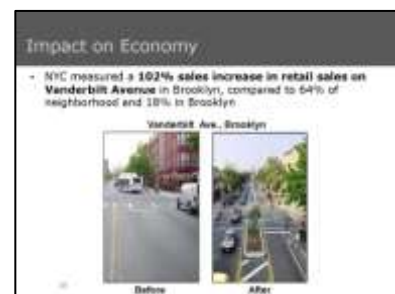 Impact on Economy
- NYC measured a 102% sales increase in retail sales on
Vanderbilt Avenue in Brooklyn, compared to 64% of
neighborhood and 18% in Brooklyn
Vanderbilt Ave., Brooklyn
Before
After